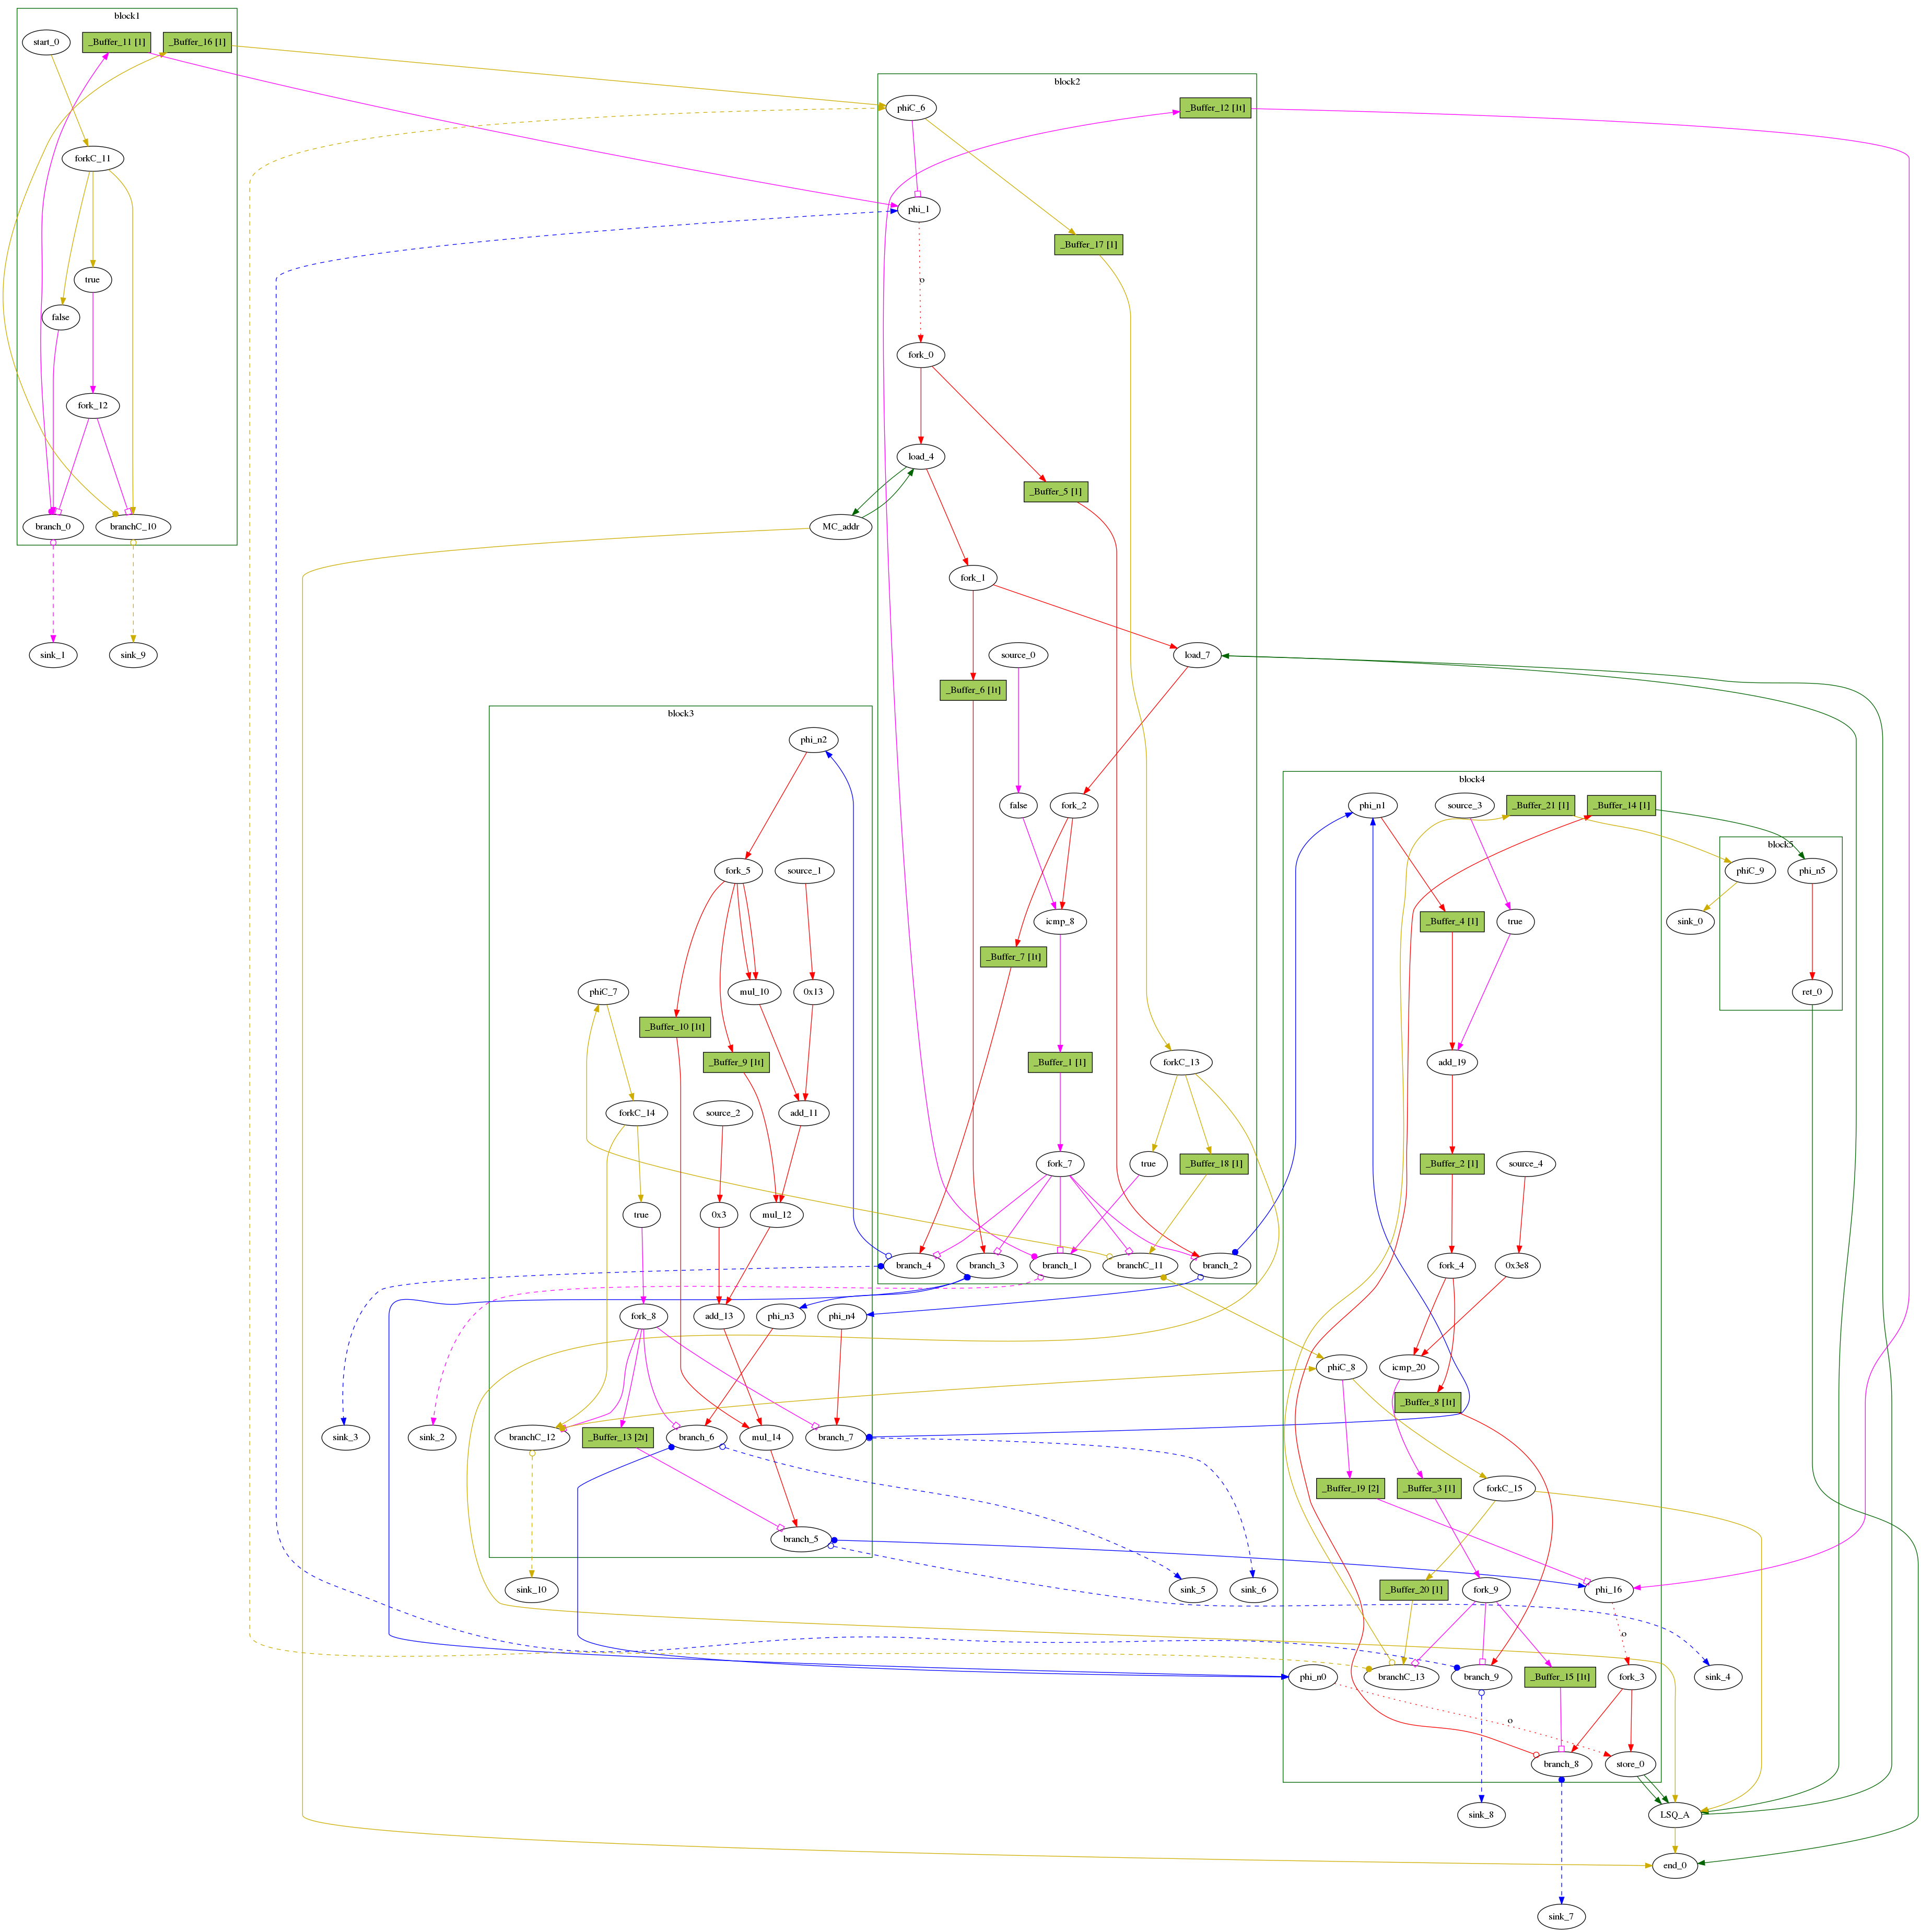 block1
start_0
_Buffer_11 [1]
_Buffer_16 [1]
forkC_11
true
false
fork_12
branch_0
branchC_10
sink_1
sink_9
block2
phiC_6
_Buffer_12 [1t]
phi_1
_Buffer_17 [1]
o
fork_0
load_4
_Buffer_5 [1]
MC_addr
fork_1
source_0
load_7
_Buffer_6 [1t]
false
fork_2
icmp_8
_Buffer_7 [1t]
_Buffer_1 [1]
forkC_13
fork_7
true
_Buffer_18 [1]
branch_4
branch_3
branch_1
branchC_11
branch_2
block3
phi_n2
fork_5
source_1
phiC_7
mul_10
0x13
_Buffer_10 [1t]
_Buffer_9 [1t]
forkC_14
source_2
add_11
true
0x3
mul_12
fork_8
add_13
phi_n3
phi_n4
branchC_12
_Buffer_13 [2t]
branch_6
mul_14
branch_7
branch_5
sink_3
sink_2
sink_10
sink_5
sink_6
block4
phi_n1
source_3
_Buffer_21 [1]
_Buffer_14 [1]
_Buffer_4 [1]
true
add_19
_Buffer_2 [1]
source_4
fork_4
0x3e8
phiC_8
icmp_20
_Buffer_8 [1t]
_Buffer_19 [2]
_Buffer_3 [1]
forkC_15
_Buffer_20 [1]
fork_9
phi_16
o
phi_n0
branchC_13
branch_9
_Buffer_15 [1t]
fork_3
o
branch_8
store_0
block5
phiC_9
phi_n5
sink_0
ret_0
sink_4
sink_8
LSQ_A
end_0
sink_7